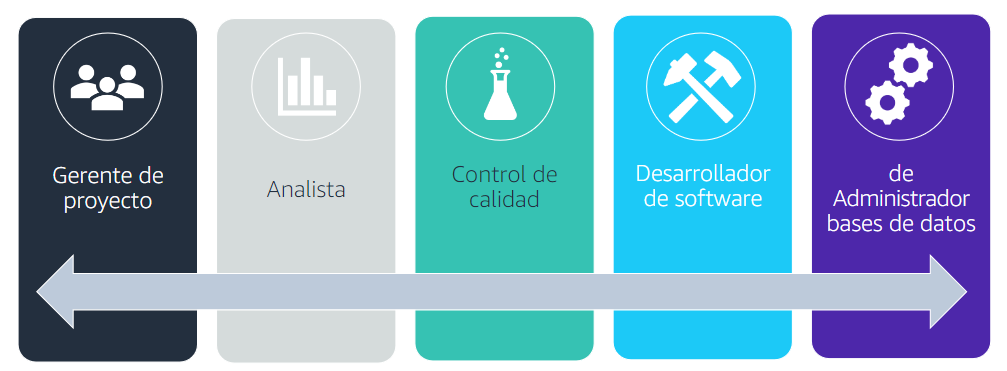 Gerente de
proyecto
Analista
Control de
calidad
Desarrollador
de software
de
Administrador
bases de datos